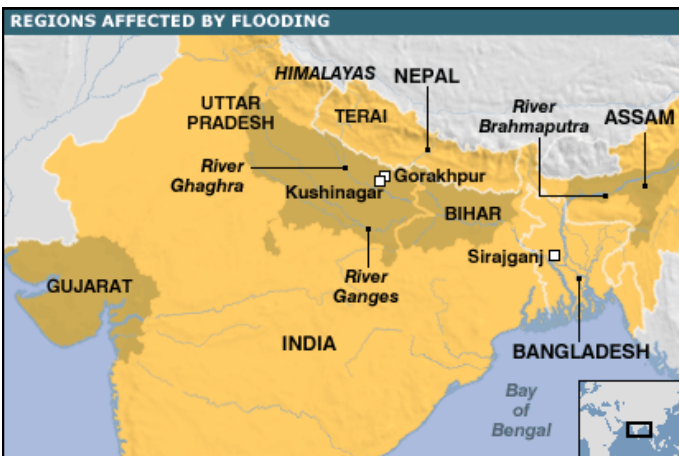 REGIONS AFFECTED BY FLOODING
HIMALAYAS
NEPAL
UTTAR
PRADESH
TERAI
River
Brahmaputra
ASSAM
River
Ghaghra
Gorakhpur
Kushinagar
BIHAR
Sirajganj
GUJARAT
River
Ganges
INDIA
BANGLADESH
Bay
of
Bengal